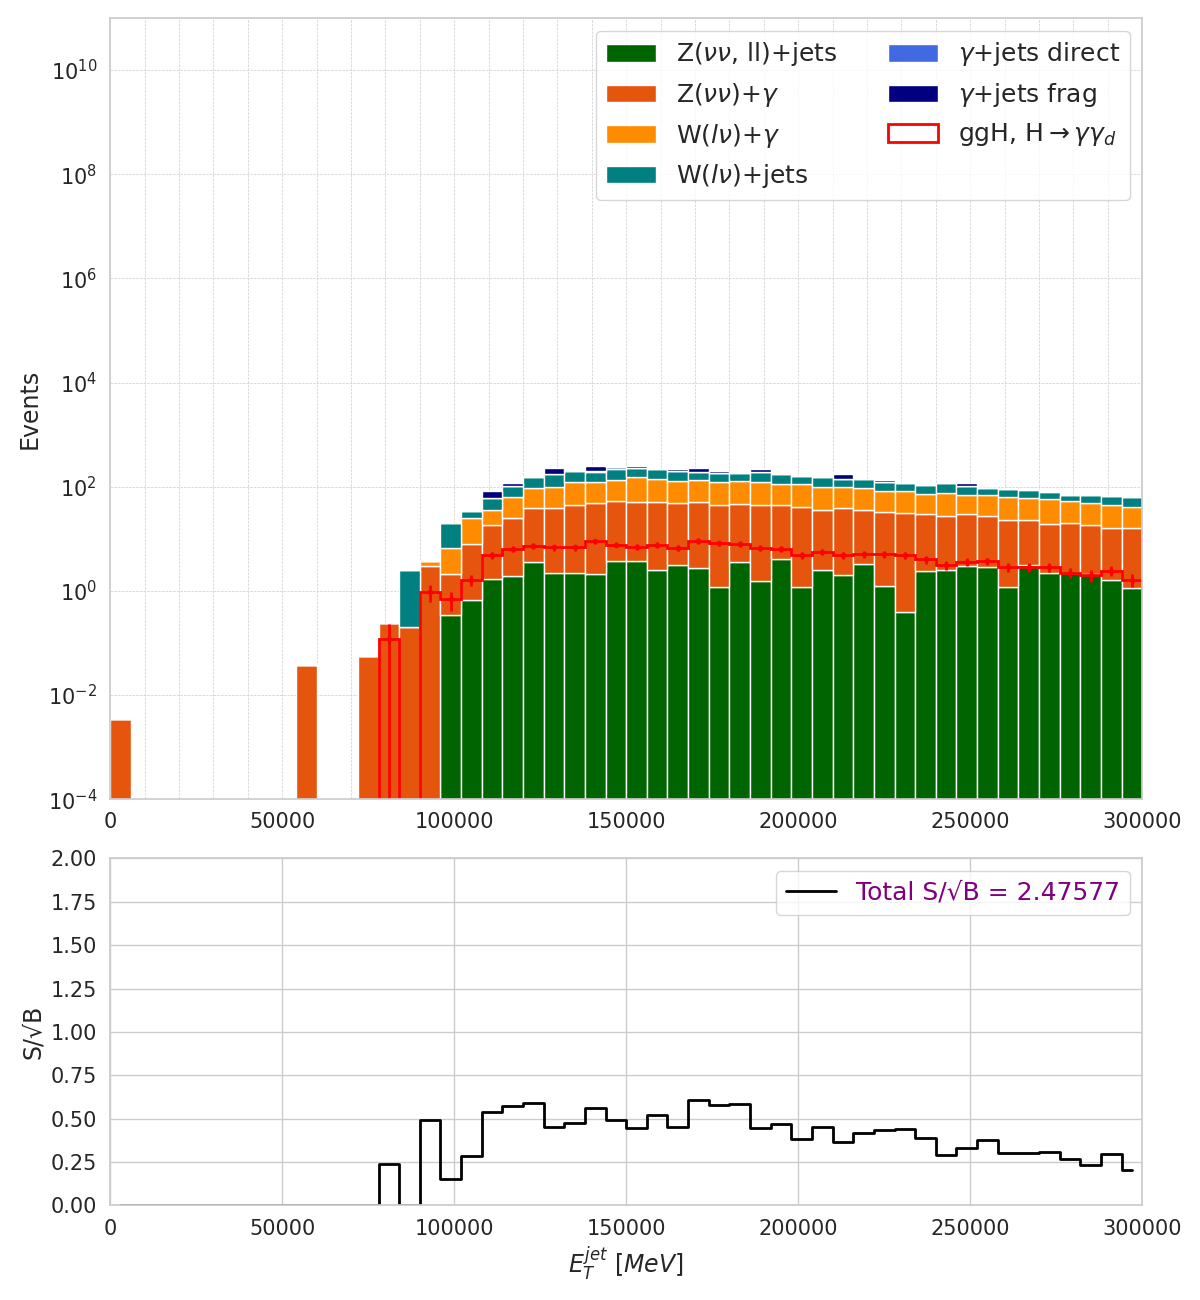 Z(νν, ll)+jets
Z(νν)+γ
W(lν)+γ
W(lν)+jets
γ+jets direct
γ+jets frag
ggH, H→γγ_d
10^10
10^8
10^6
10^4
10^2
10^0
10^−2
10^−4
Events
0 50000 100000 150000 200000 250000 300000
Total S/√B = 2.47577
2.00
1.75
1.50
1.25
1.00
0.75
0.50
0.25
0.00
S/√B
0 50000 100000 150000 200000 250000 300000
E_T^jet [MeV]